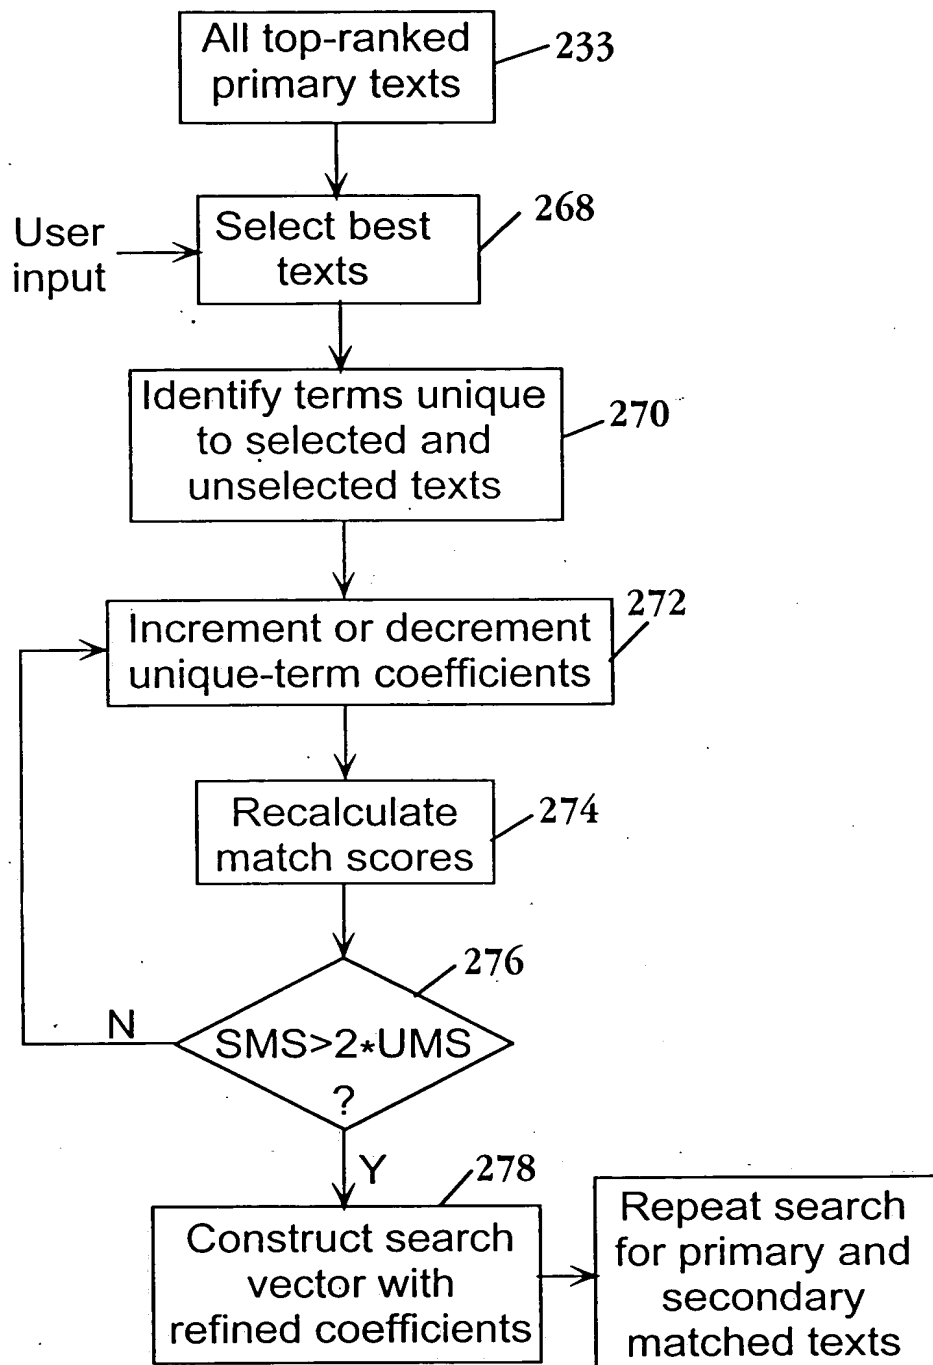 All top-ranked
primary texts
233
User
input
Select best
texts
268
Identify terms unique
to selected and
unselected texts
270
Increment or decrement
unique-term coefficients
272
Recalculate
match scores
274
276
N
SMS>2*UMS
?
Y
278
Construct search
vector with
refined coefficients
Repeat search
for primary and
secondary
matched texts